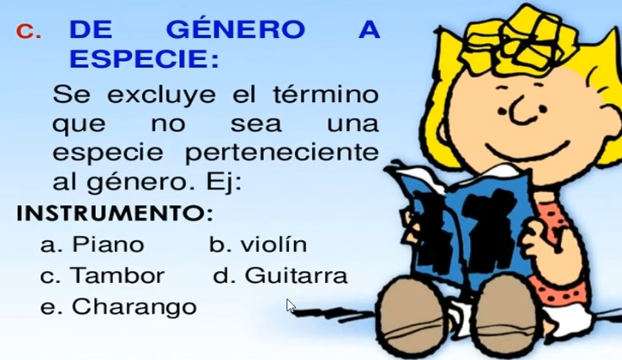 C. DE GÉNERO A
ESPECIE:
Se excluye el término
que no sea una
especie perteneciente
al género. Ej:
INSTRUMENTO:
a. Piano b. violín
c. Tambor d. Guitarra
e. Charango